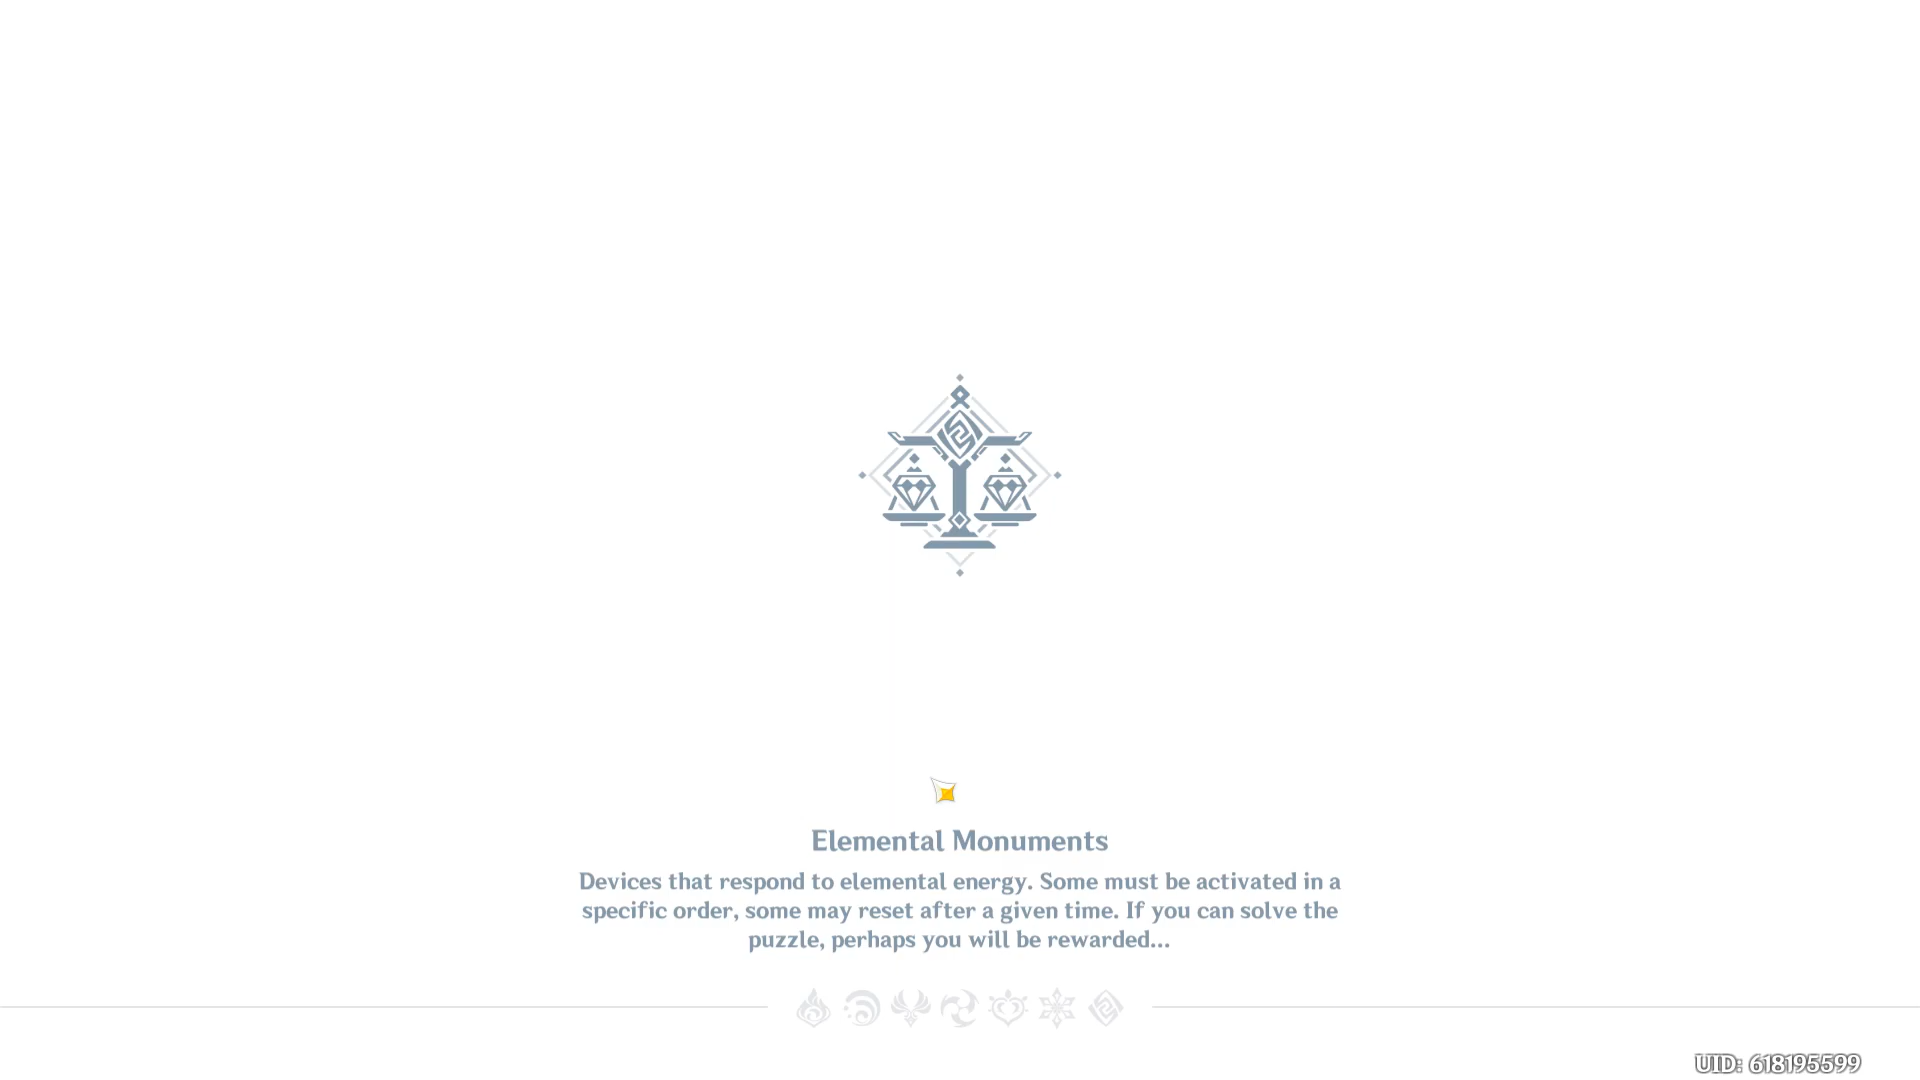 Elemental Monuments
Devices that respond to elemental energy. Some must be activated in a
specific order, some may reset after a given time. If you can solve the
puzzle, perhaps you will be rewarded...
UID: 618195599